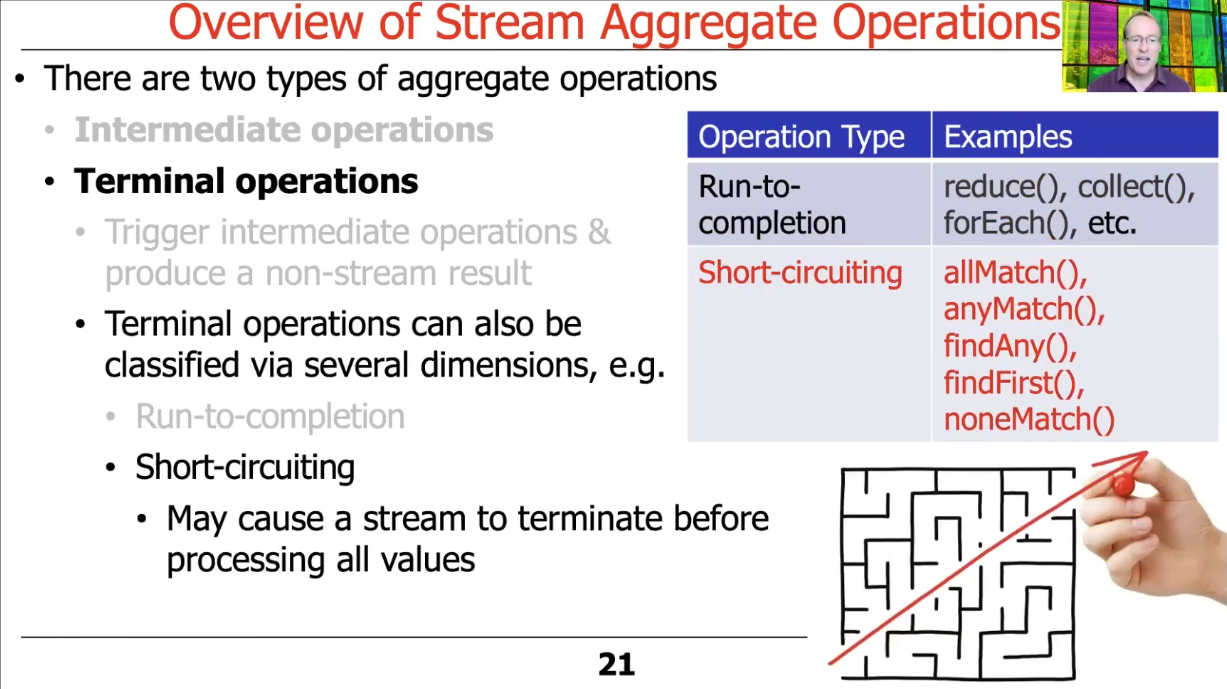 Overview of Stream Aggregate Operations
• There are two types of aggregate operations
• Intermediate operations
• Terminal operations
• Trigger intermediate operations &
produce a non-stream result
• Terminal operations can also be
classified via several dimensions, e.g.
• Run-to-completion
• Short-circuiting
• May cause a stream to terminate before
processing all values
Operation Type Examples
Run-to- reduce(), collect(),
completion forEach(), etc.
Short-circuiting allMatch(),
anyMatch(),
findAny(),
findFirst(),
noneMatch()
21